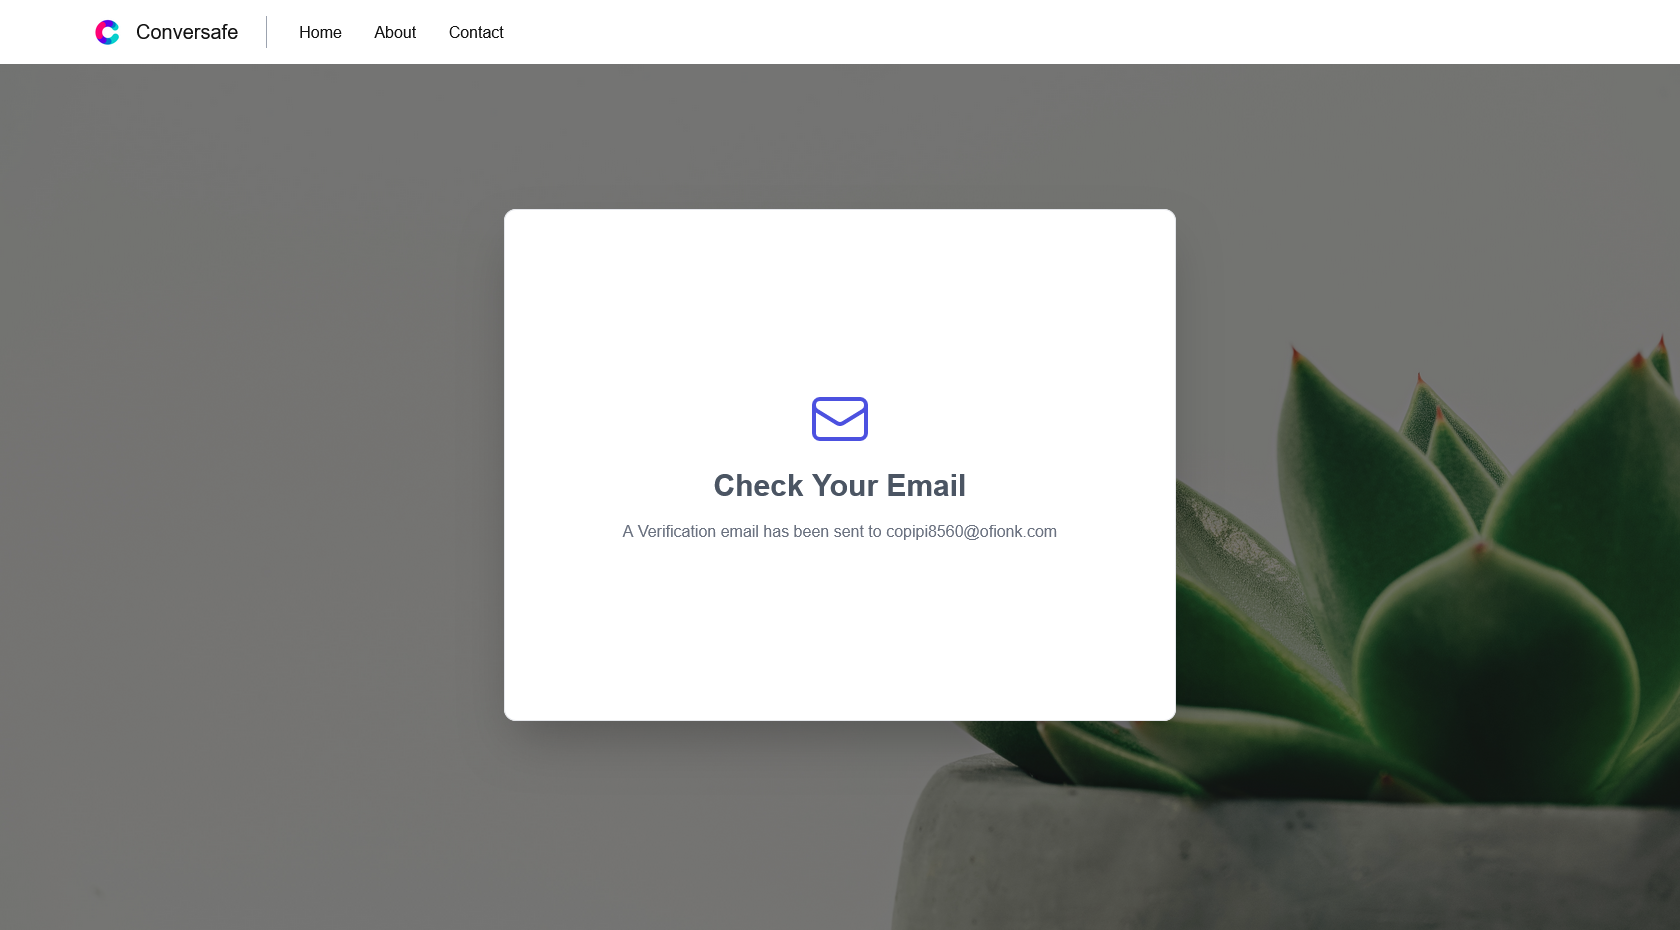 Conversafe
Home
About
Contact
Check Your Email
A Verification email has been sent to copipi8560@ofionk.com